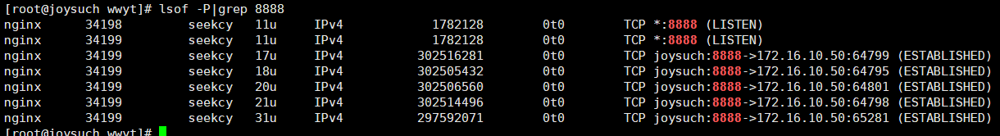 [root@joysuch wwyt]# lsof -P|grep 8888
nginx 34198 seekcy 11u IPv4 1782128 0t0 TCP *:8888 (LISTEN)
nginx 34199 seekcy 11u IPv4 1782128 0t0 TCP *:8888 (LISTEN)
nginx 34199 seekcy 17u IPv4 302516281 0t0 TCP joysuch:8888->172.16.10.50:64799 (ESTABLISHED)
nginx 34199 seekcy 18u IPv4 302505432 0t0 TCP joysuch:8888->172.16.10.50:64795 (ESTABLISHED)
nginx 34199 seekcy 20u IPv4 302506560 0t0 TCP joysuch:8888->172.16.10.50:64801 (ESTABLISHED)
nginx 34199 seekcy 21u IPv4 302514496 0t0 TCP joysuch:8888->172.16.10.50:64798 (ESTABLISHED)
nginx 34199 seekcy 31u IPv4 297592071 0t0 TCP joysuch:8888->172.16.10.50:65281 (ESTABLISHED)
[root@joysuch wwyt]#